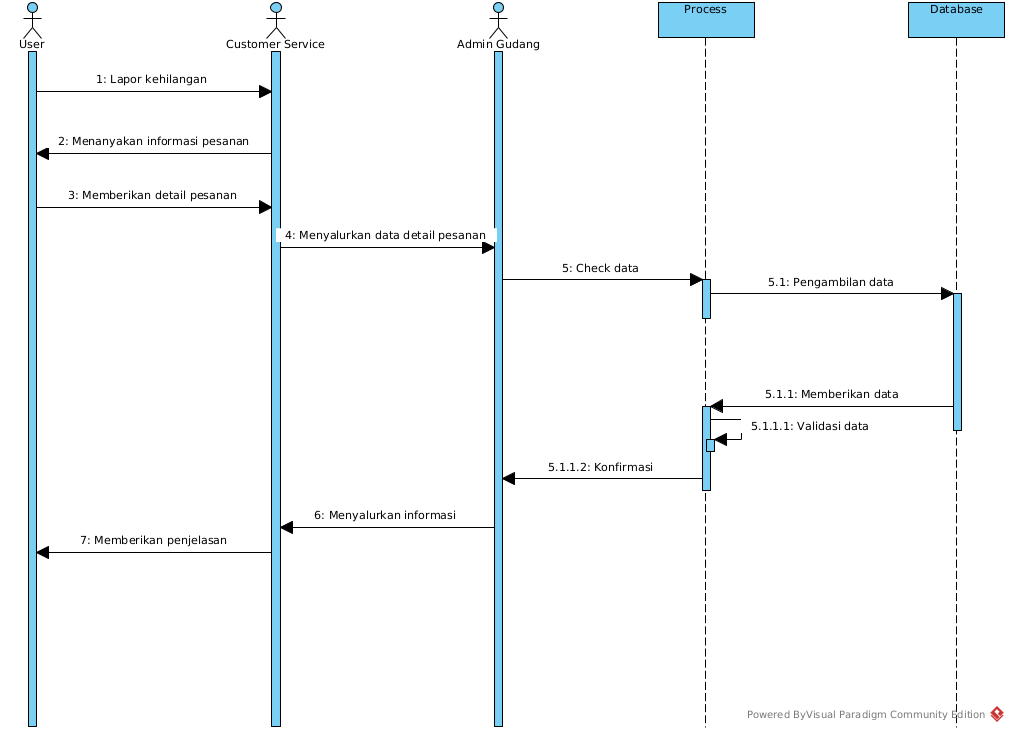 User
Customer Service
Admin Gudang
Process
Database
1: Lapor kehilangan
2: Menanyakan informasi pesanan
3: Memberikan detail pesanan
4: Menyalurkan data detail pesanan
5: Check data
5.1: Pengambilan data
5.1.1: Memberikan data
5.1.1.1: Validasi data
5.1.1.2: Konfirmasi
6: Menyalurkan informasi
7: Memberikan penjelasan
Powered ByVisual Paradigm Community Edition